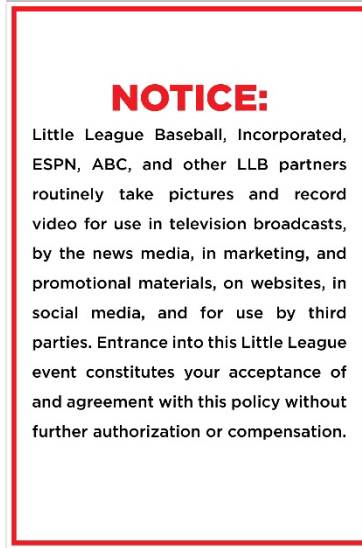 NOTICE:
Little League Baseball, Incorporated,
ESPN, ABC, and other LLB partners
routinely take pictures and record
video for use in television broadcasts,
by the news media, in marketing, and
promotional materials, on websites, in
social media, and for use by third
parties. Entrance into this Little League
event constitutes your acceptance of
and agreement with this policy without
further authorization or compensation.